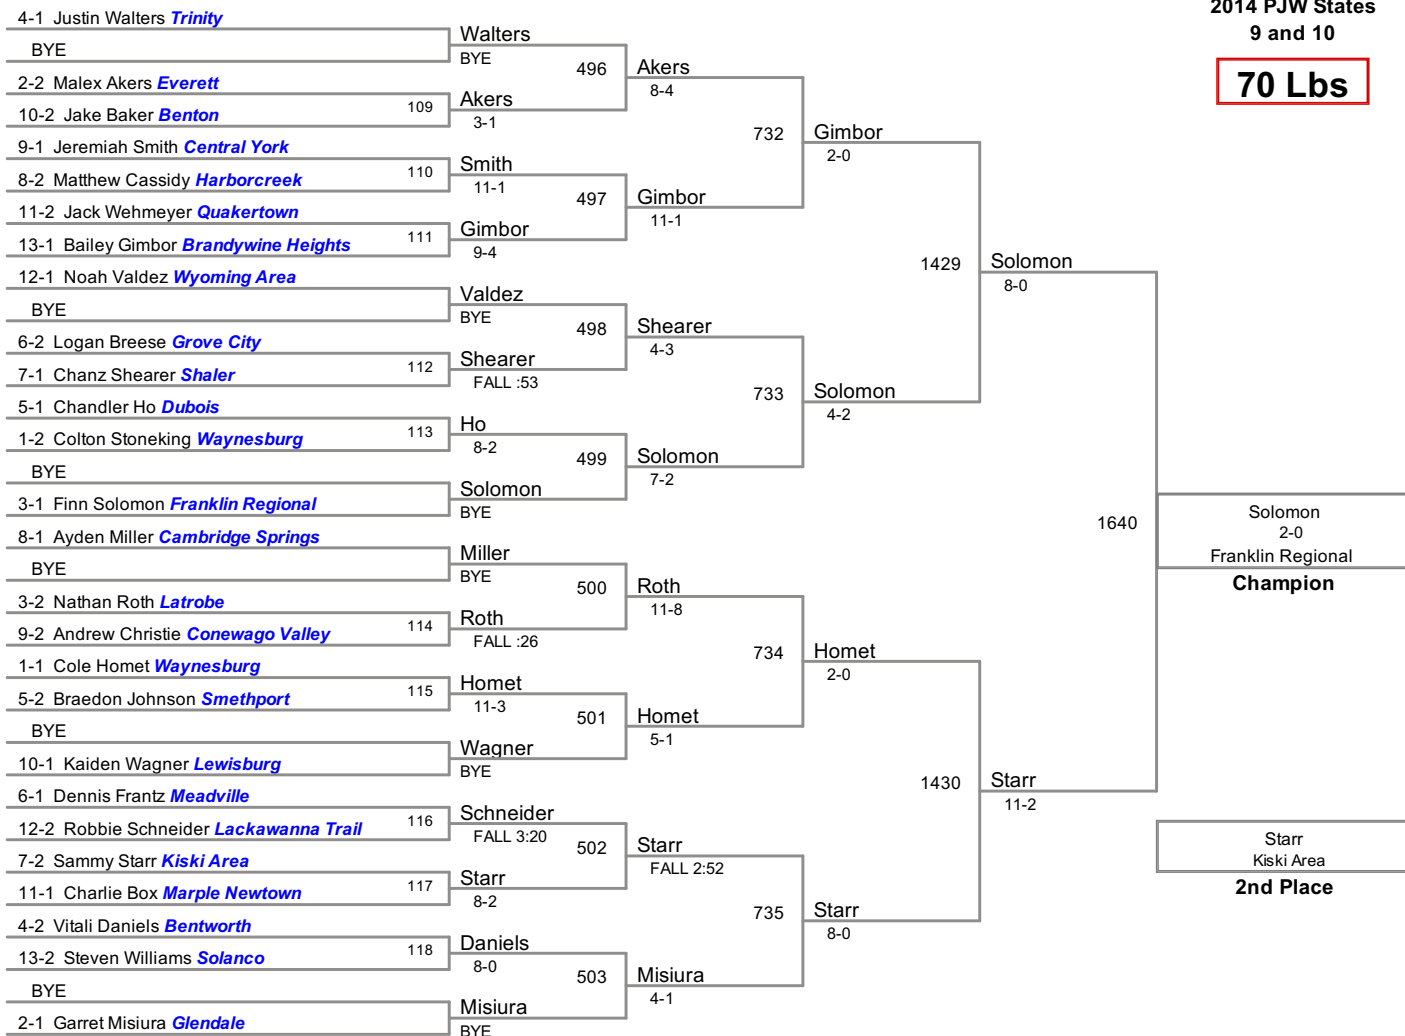 2014 PJW States
9 and 10
70 Lbs
4-1 Justin Walters Trinity
BYE
2-2 Malex Akers Everett
10-2 Jake Baker Benton
9-1 Jeremiah Smith Central York
8-2 Matthew Cassidy Harborcreek
11-2 Jack Wehmeyer Quakertown
13-1 Bailey Gimbor Brandywine Heights
12-1 Noah Valdez Wyoming Area
BYE
6-2 Logan Breese Grove City
7-1 Chanz Shearer Shaler
5-1 Chandler Ho Dubois
1-2 Colton Stoneking Waynesburg
BYE
3-1 Finn Solomon Franklin Regional
8-1 Ayden Miller Cambridge Springs
BYE
3-2 Nathan Roth Latrobe
9-2 Andrew Christie Conewago Valley
1-1 Cole Homet Waynesburg
5-2 Braedon Johnson Smethport
BYE
10-1 Kaiden Wagner Lewisburg
6-1 Dennis Frantz Meadville
12-2 Robbie Schneider Lackawanna Trail
7-2 Sammy Starr Kiski Area
11-1 Charlie Box Marple Newtown
4-2 Vitali Daniels Bentworth
13-2 Steven Williams Solanco
BYE
2-1 Garret Misiura Glendale
109
110
111
112
113
114
115
116
117
118
Walters
BYE
Akers
3-1
Smith
11-1
Gimbor
9-4
Valdez
BYE
Shearer
FALL :53
Ho
8-2
Solomon
BYE
Miller
BYE
Roth
FALL :26
Homet
11-3
Wagner
BYE
Schneider
FALL 3:20
Starr
8-2
Daniels
8-0
Misiura
BYE
496
497
498
499
500
501
502
503
Akers
8-4
Gimbor
11-1
Shearer
4-3
Solomon
7-2
Roth
11-8
Homet
5-1
Starr
FALL 2:52
Misiura
4-1
732
733
734
735
Gimbor
2-0
Solomon
4-2
Homet
2-0
Starr
8-0
1429
1430
Solomon
8-0
Starr
11-2
1640
Solomon
2-0
Franklin Regional
Champion
Starr
Kiski Area
2nd Place